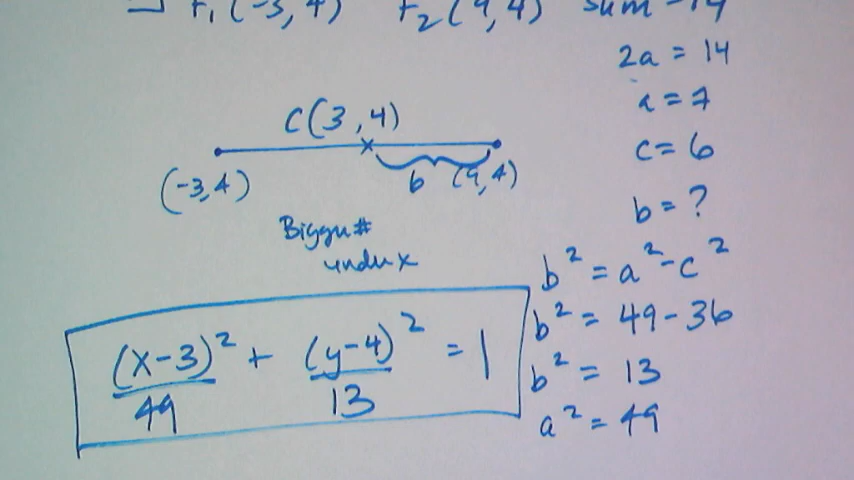 F₁(-3, 4) F₂(9, 4) sum = 14
2a = 14
a = 7
c = 6
b = ?
C(3, 4)
(-3, 4) 6 (9, 4)
Bigger #
under x
b² = a² - c²
b² = 49 - 36
b² = 13
a² = 49
(x-3)²/49 + (y-4)²/13 = 1